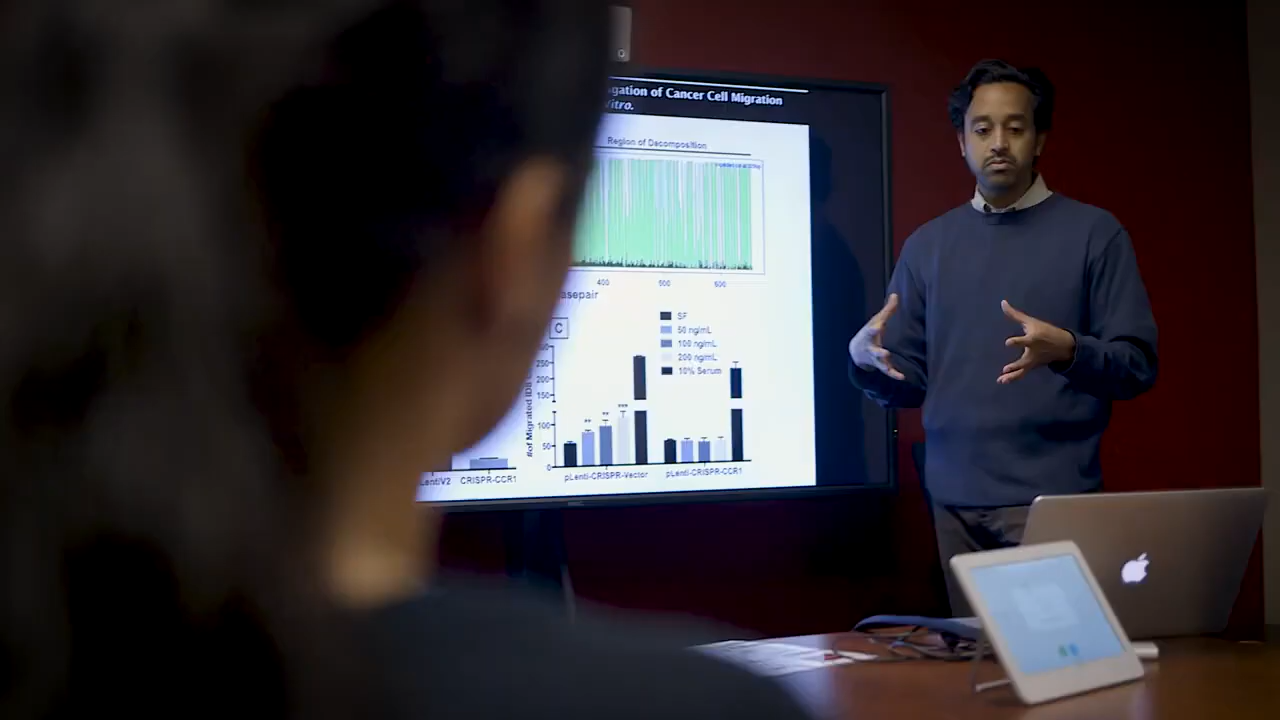 gation of Cancer Cell Migration
Vitro.
Region of Decomposition
400 500 600
asepair
C
SF
50 ng/mL
100 ng/mL
200 ng/mL
10% Serum
# of Migrated
250
200
150
100
50
0
** ** ***
pLenti-CRISPR-Vector pLenti-CRISPR-CCR1
LentiV2 CRISPR-CCR1